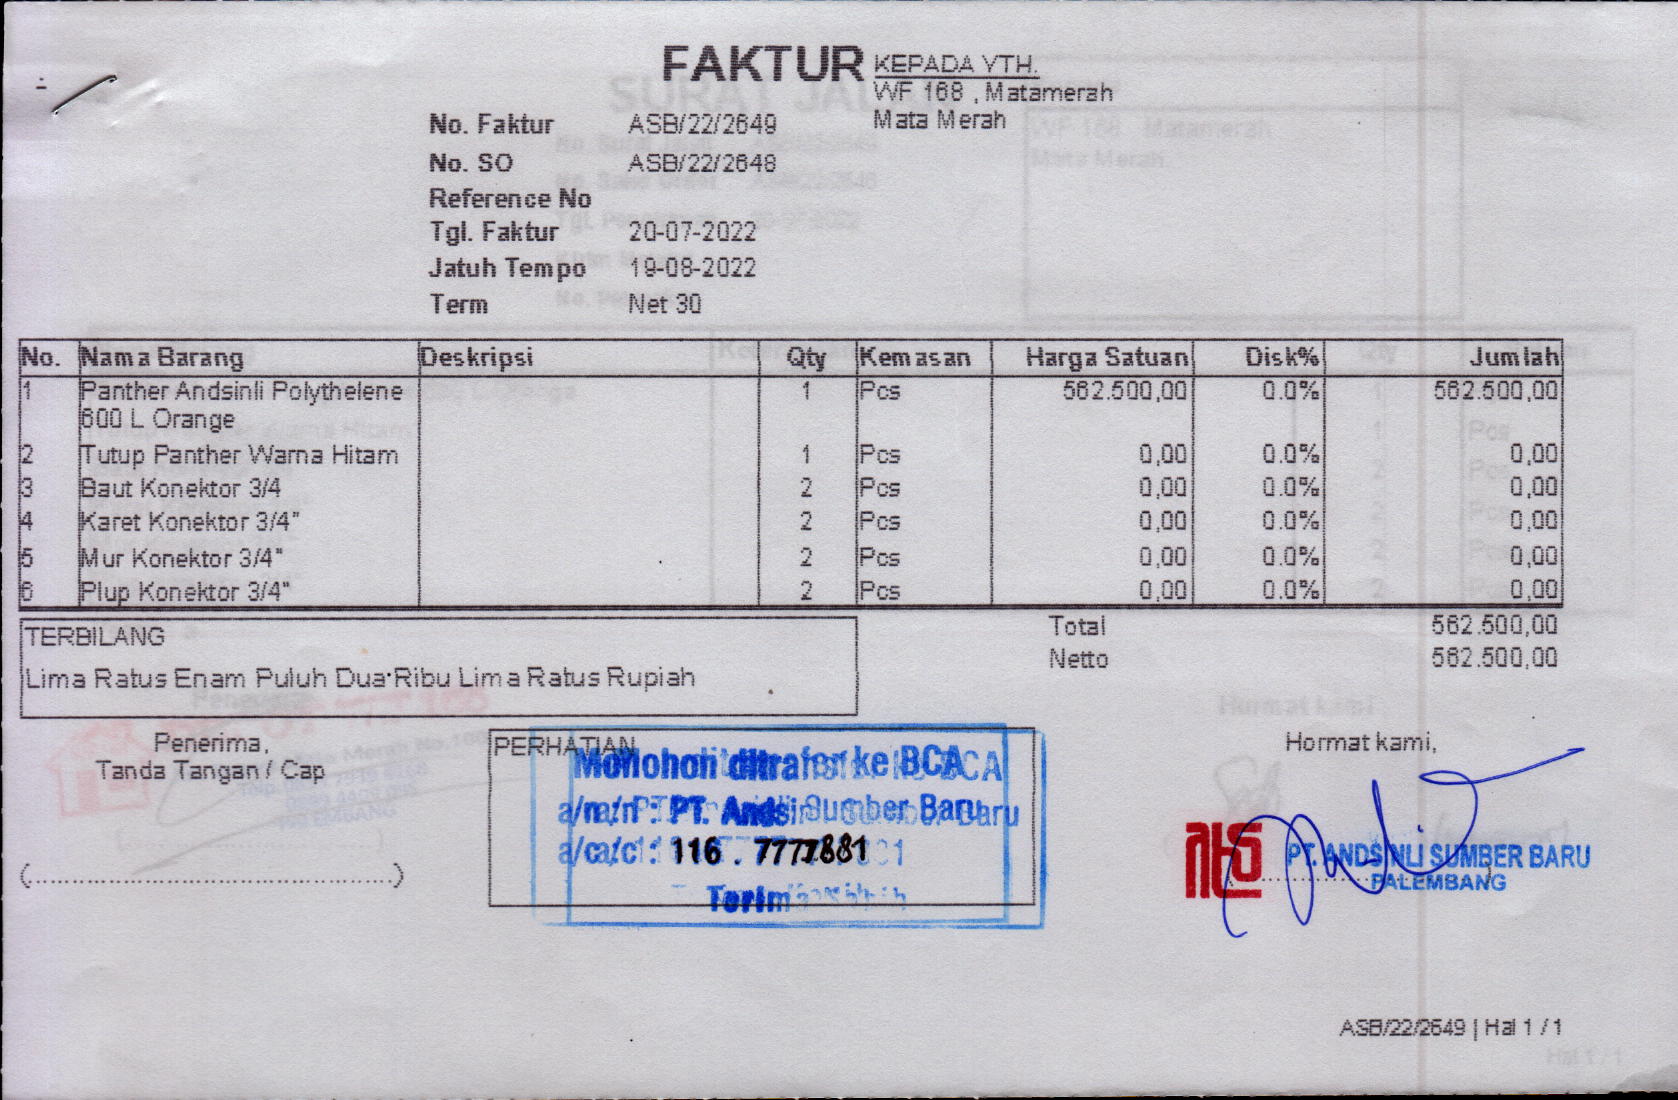 FAKTUR
KEPADA YTH.
WF 168 , Matamerah
Mata Merah
No. Faktur ASB/22/2649
No. SO ASB/22/2648
Reference No
Tgl. Faktur 20-07-2022
Jatuh Tempo 19-08-2022
Term Net 30
No. Nama Barang Deskripsi Qty Kemasan Harga Satuan Disk% Jumlah
1 Panther Andsinli Polythelene 1 Pcs 562.500,00 0.0% 562.500,00
600 L Orange
2 Tutup Panther Warna Hitam 1 Pcs 0,00 0.0% 0,00
3 Baut Konektor 3/4 2 Pcs 0,00 0.0% 0,00
4 Karet Konektor 3/4" 2 Pcs 0,00 0.0% 0,00
5 Mur Konektor 3/4" 2 Pcs 0,00 0.0% 0,00
6 Plup Konektor 3/4" 2 Pcs 0,00 0.0% 0,00
Total 562.500,00
Netto 562.500,00
TERBILANG
Lima Ratus Enam Puluh Dua Ribu Lima Ratus Rupiah
Penerima,
Tanda Tangan / Cap
(........................................)
PERHATIAN
Mohon ditrafer ke BCA
a/n : PT. Andsinli Sumber Baru
a/c : 116 . 7777881
Terima
Hormat kami,
PT. ANDSINLI SUMBER BARU
PALEMBANG
ASB/22/2649 | Hal 1 / 1